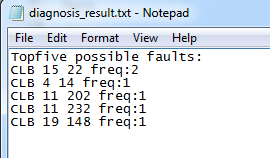 diagnosis_result.txt - Notepad
File Edit Format View Help
Topfive possible faults:
CLB 15 22 freq:2
CLB 4 14 freq:1
CLB 11 202 freq:1
CLB 11 232 freq:1
CLB 19 148 freq:1